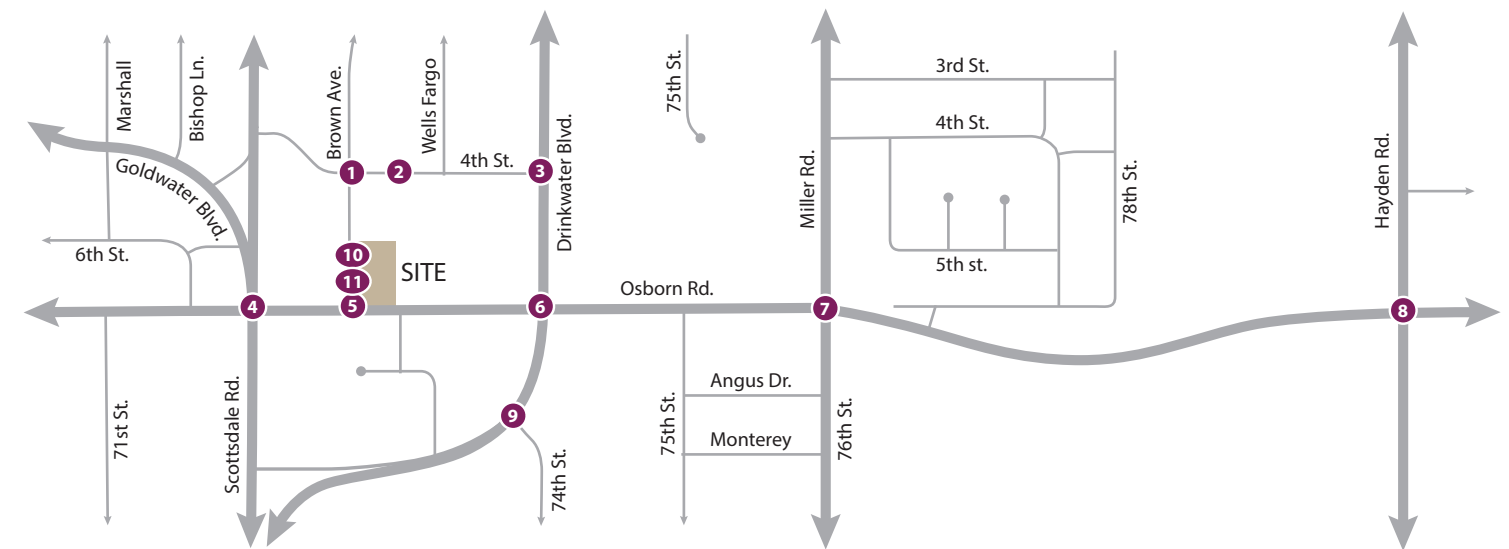 Marshall
Bishop Ln.
Brown Ave.
Wells Fargo
75th St.
3rd St.
4th St.
Goldwater Blvd.
1
2
4th St.
3
Drinkwater Blvd.
Miller Rd.
78th St.
Hayden Rd.
6th St.
10
11
SITE
5th st.
4
5
6
Osborn Rd.
7
8
71st St.
Scottsdale Rd.
9
74th St.
75th St.
Angus Dr.
Monterey
76th St.